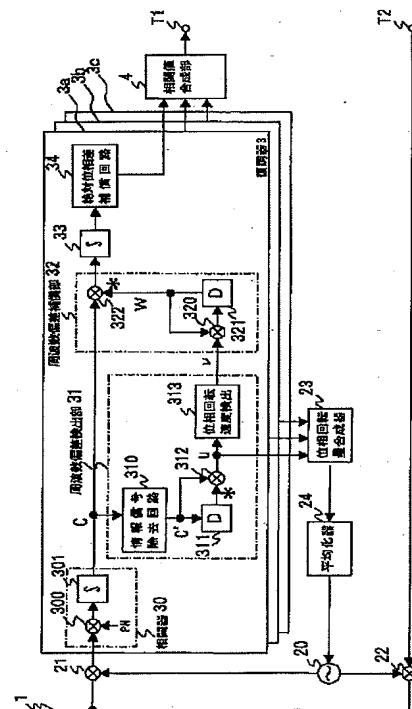 1
21
300
301
PN
30
相関器
C
周波数偏差検出部 31
310
情報信号
除去回路
C'
311
D
*
312
u
313
位相回転
速度検出
ν
周波数偏差補償部 32
322
*
W
320
D
321
33
∫
∫
34
絶対位相差
補償回路
復調器 3
3a
3b
3c
4
相関値
合成部
T1
20
24
平均化器
23
位相回転
量合成器
22
T2